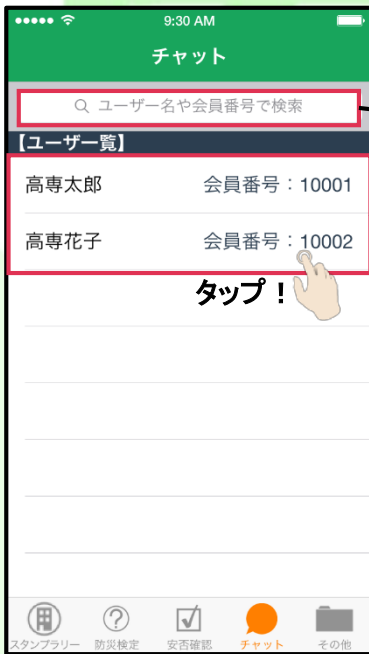 9:30 AM
チャット
ユーザー名や会員番号で検索
【ユーザ一覧】
高専太郎 会員番号：10001
高専花子 会員番号：10002
タップ！
スタンプラリー 防災検定 安否確認 チャット その他